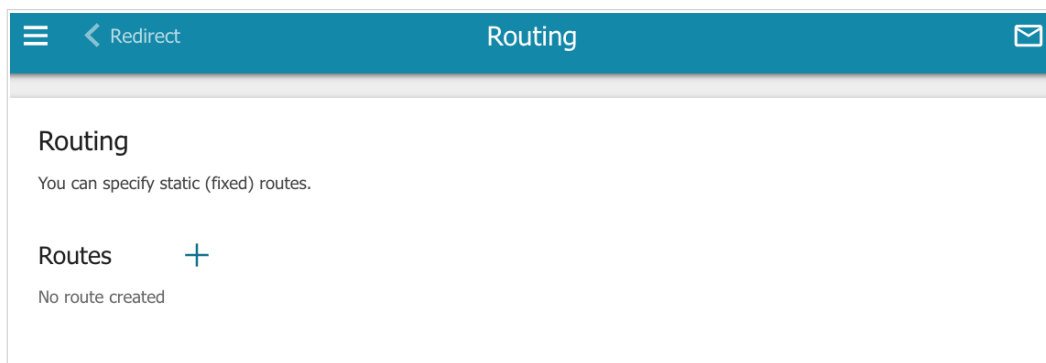 Redirect
Routing
Routing
You can specify static (fixed) routes.
Routes
No route created